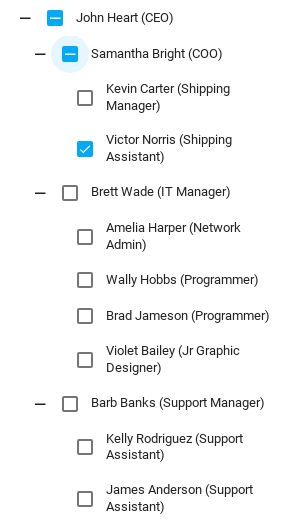 John Heart (CEO)
Samantha Bright (COO)
Kevin Carter (Shipping
Manager)
Victor Norris (Shipping
Assistant)
Brett Wade (IT Manager)
Amelia Harper (Network
Admin)
Wally Hobbs (Programmer)
Brad Jameson (Programmer)
Violet Bailey (Jr Graphic
Designer)
Barb Banks (Support Manager)
Kelly Rodriguez (Support
Assistant)
James Anderson (Support
Assistant)